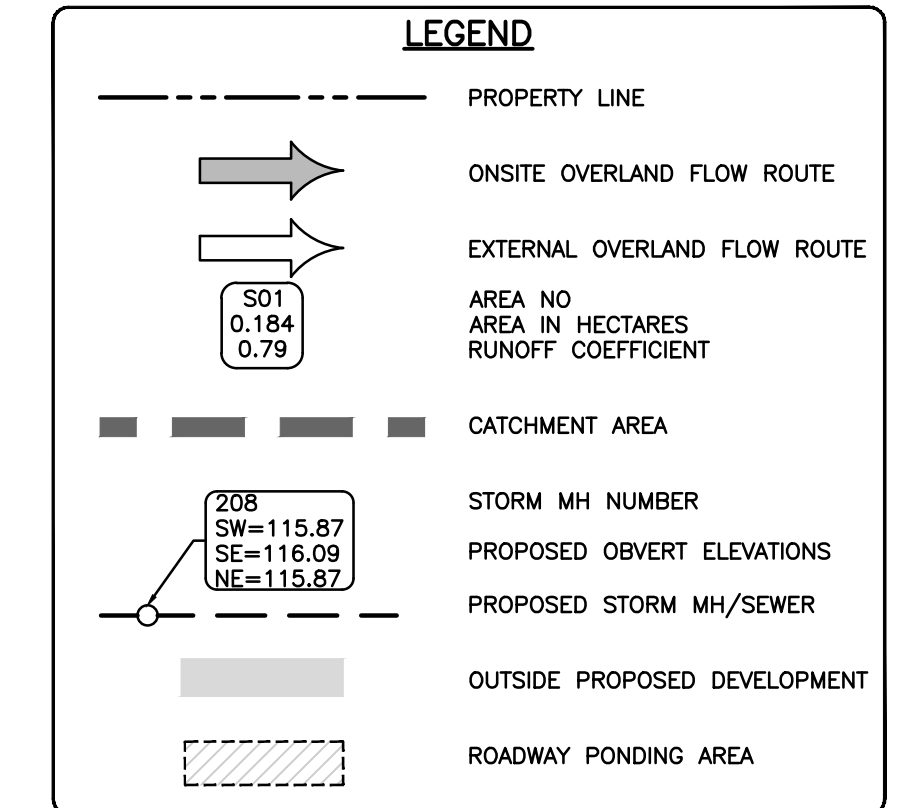 LEGEND
PROPERTY LINE
ONSITE OVERLAND FLOW ROUTE
EXTERNAL OVERLAND FLOW ROUTE
S01
0.184
0.79
AREA NO
AREA IN HECTARES
RUNOFF COEFFICIENT
CATCHMENT AREA
208
SW=115.87
SE=116.09
NE=115.87
STORM MH NUMBER
PROPOSED OBVERT ELEVATIONS
PROPOSED STORM MH/SEWER
OUTSIDE PROPOSED DEVELOPMENT
ROADWAY PONDING AREA